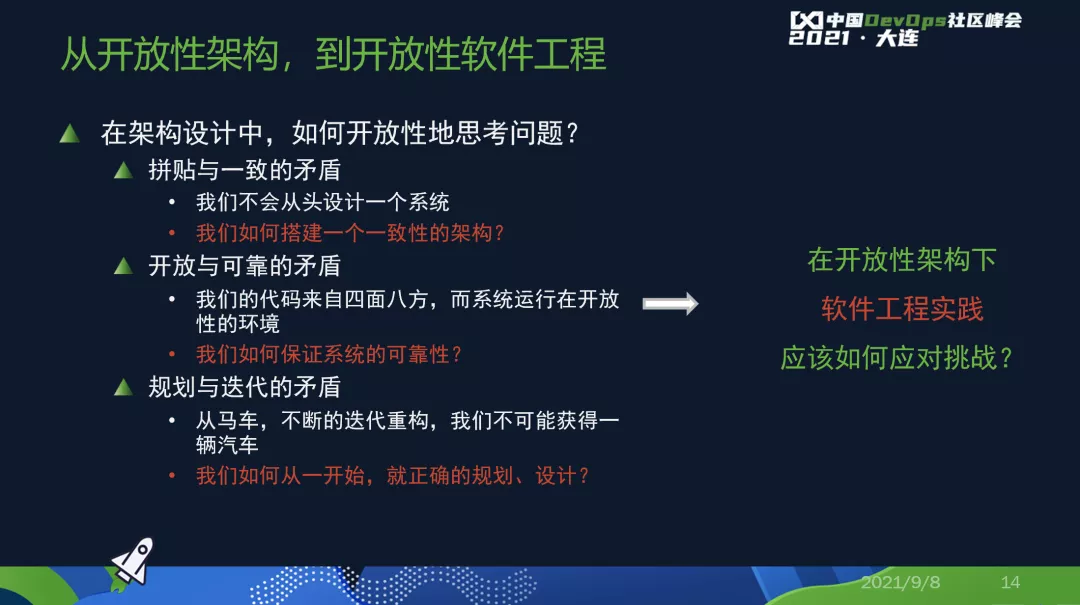 中国DevOps社区峰会
2021 · 大连
从开放性架构，到开放性软件工程
在架构设计中，如何开放性地思考问题？
拼贴与一致的矛盾
• 我们不会从头设计一个系统
• 我们如何搭建一个一致性的架构？
开放与可靠的矛盾
• 我们的代码来自四面八方，而系统运行在开放
性的环境
• 我们如何保证系统的可靠性？
规划与迭代的矛盾
• 从马车，不断的迭代重构，我们不可能获得一
辆汽车
• 我们如何从一开始，就正确的规划、设计？
在开放性架构下
软件工程实践
应该如何应对挑战？
2021/9/8
14